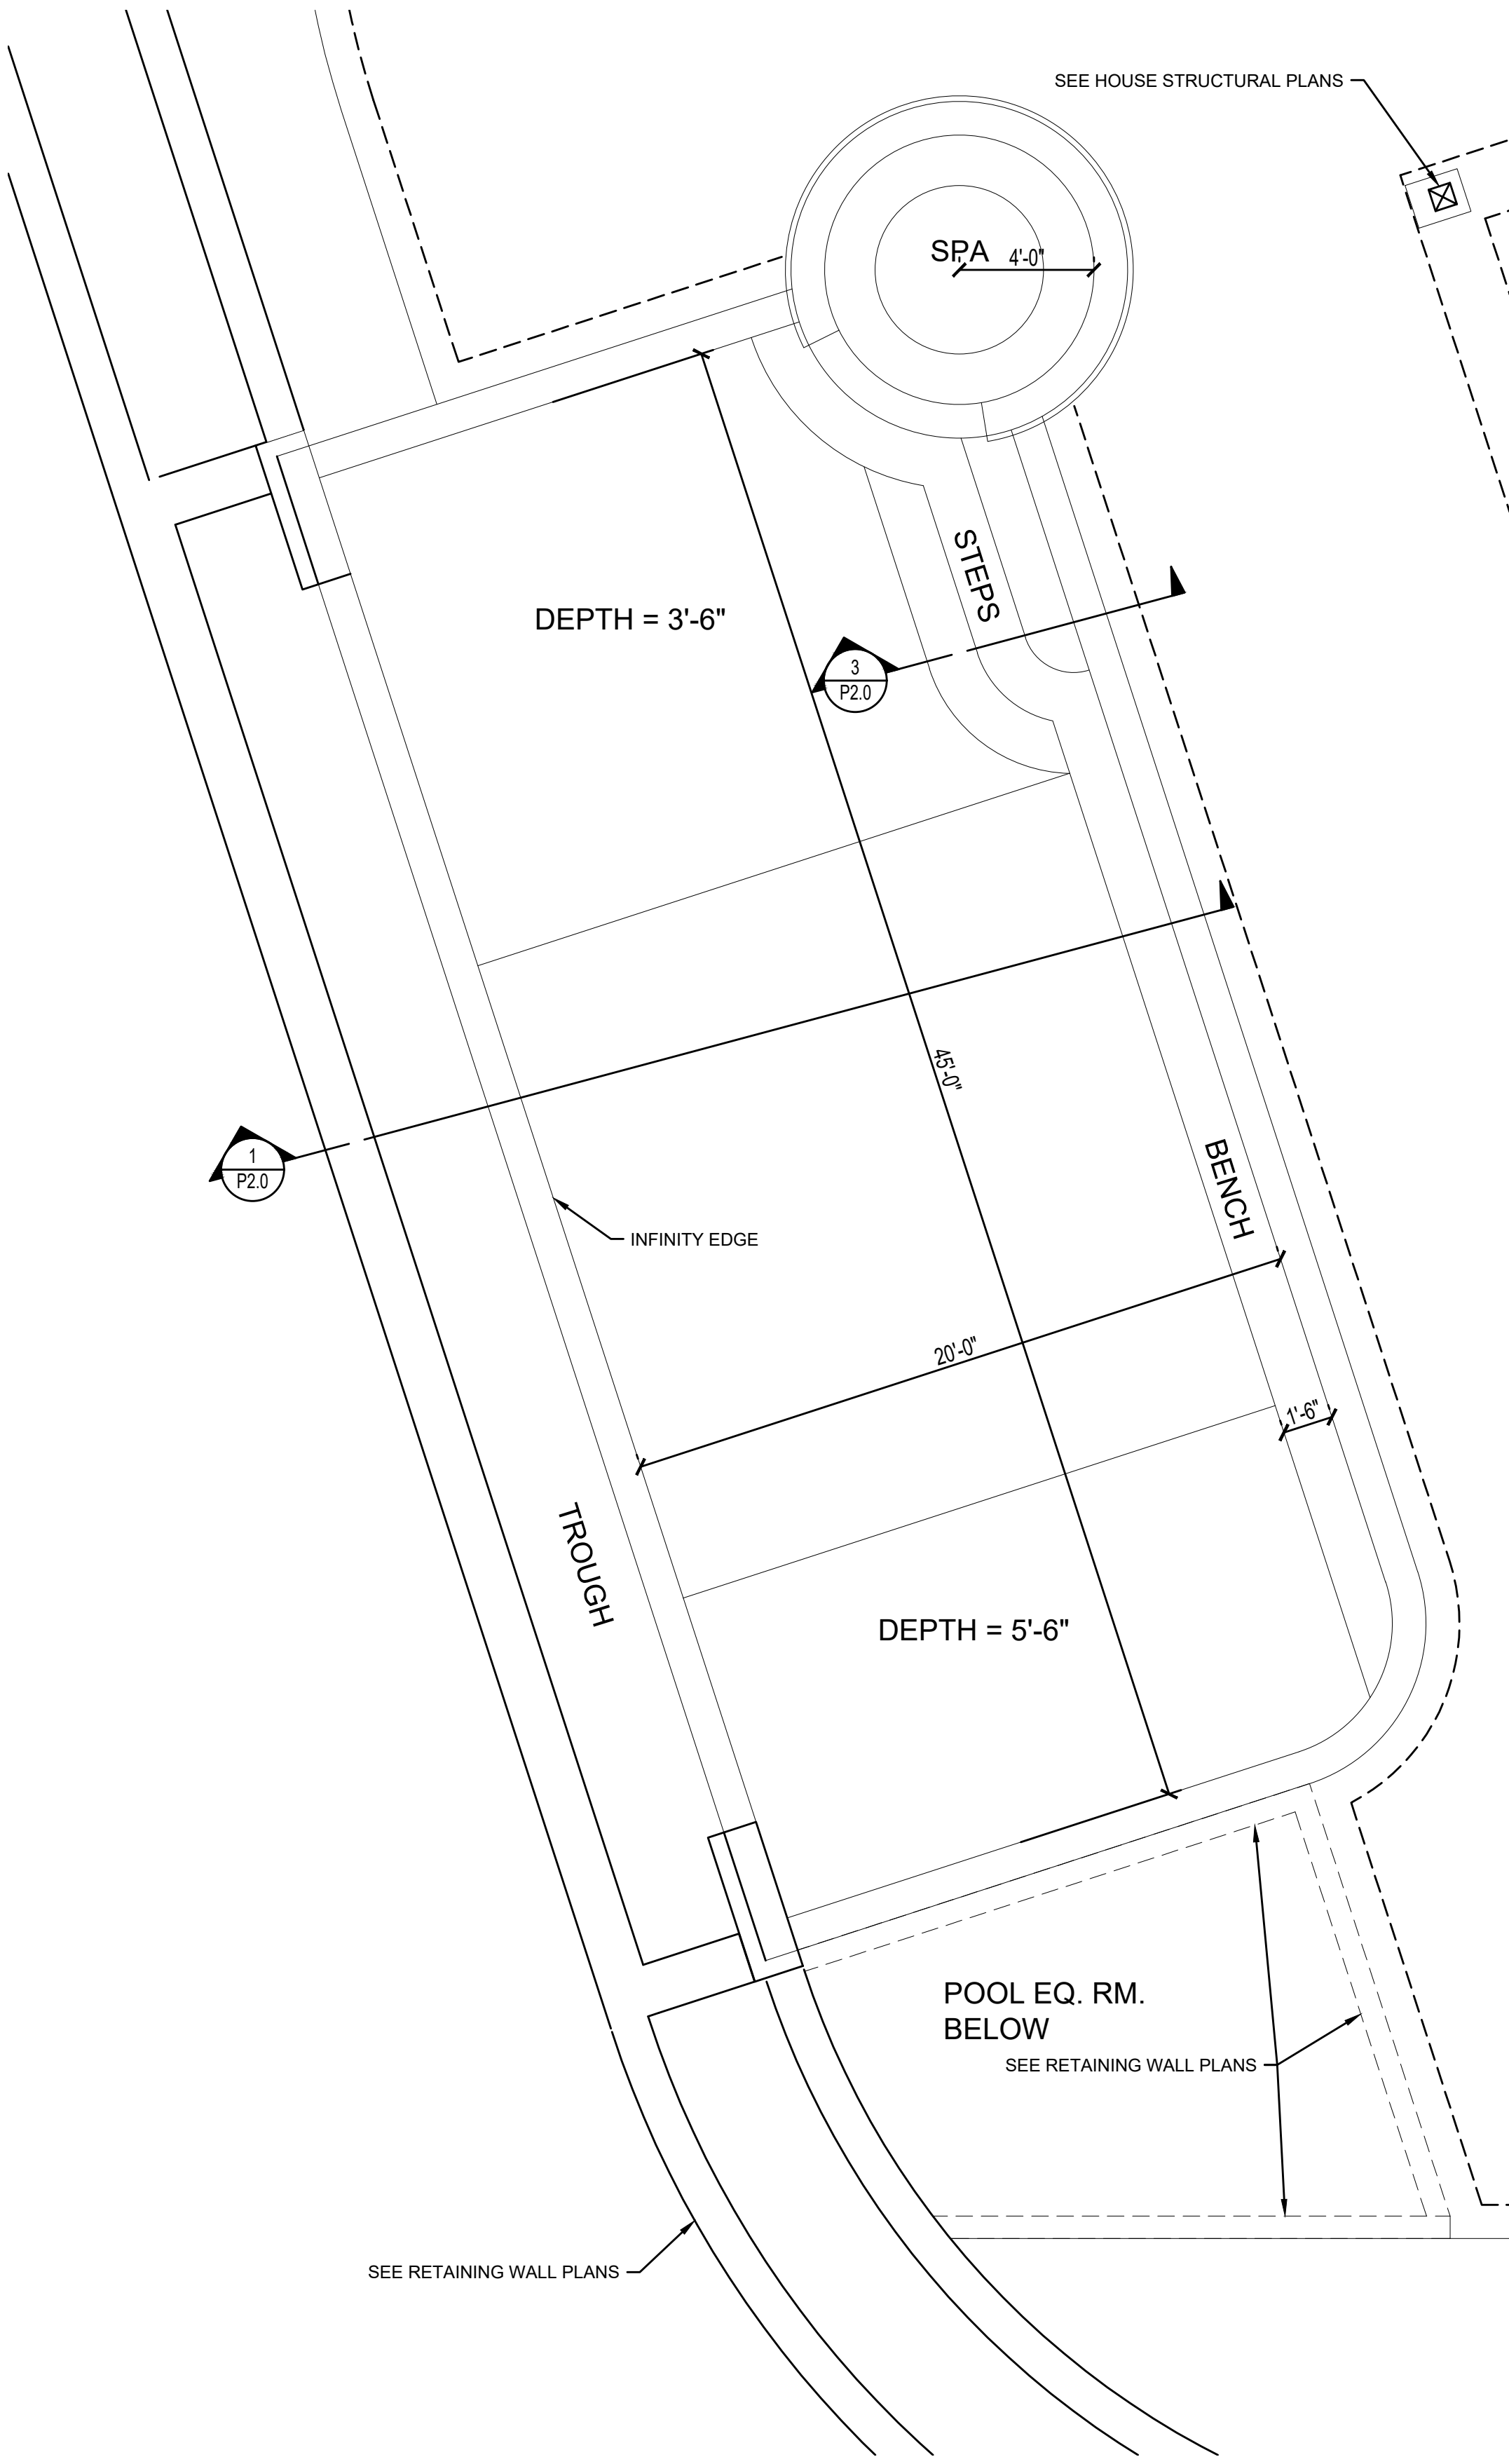 SEE HOUSE STRUCTURAL PLANS
SPA
4'-0"
STEPS
DEPTH = 3'-6"
3
P2.0
45'-0"
1
P2.0
BENCH
INFINITY EDGE
20'-0"
1'-6"
TROUGH
DEPTH = 5'-6"
POOL EQ. RM.
BELOW
SEE RETAINING WALL PLANS
SEE RETAINING WALL PLANS